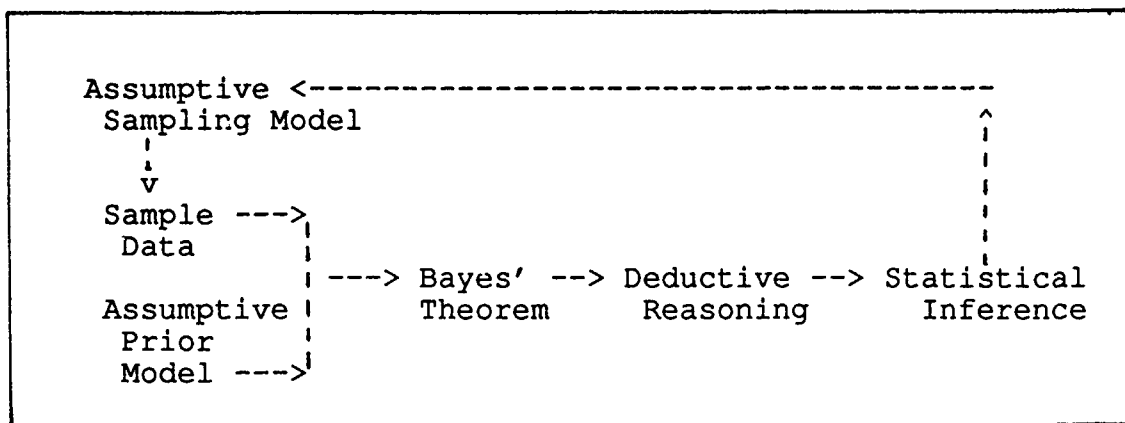 Assumptive <-------------------------------------
Sampling Model
Sample --->
Data
---> Bayes' --> Deductive --> Statistical
Assumptive Theorem Reasoning Inference
Prior
Model --->